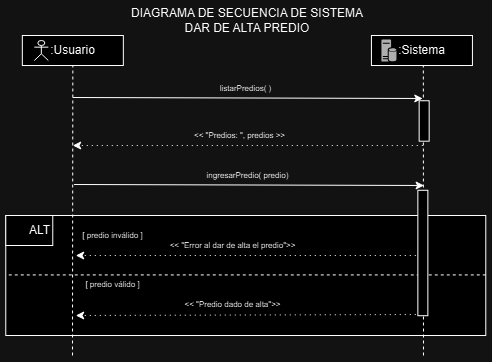 DIAGRAMA DE SECUENCIA DE SISTEMA
DAR DE ALTA PREDIO
:Usuario
:Sistema
listarPredios( )
<< "Predios: ", predios >>
ingresarPredio( predio)
ALT
[ predio inválido ]
<< "Error al dar de alta el predio">>
[ predio válido ]
<< "Predio dado de alta">>